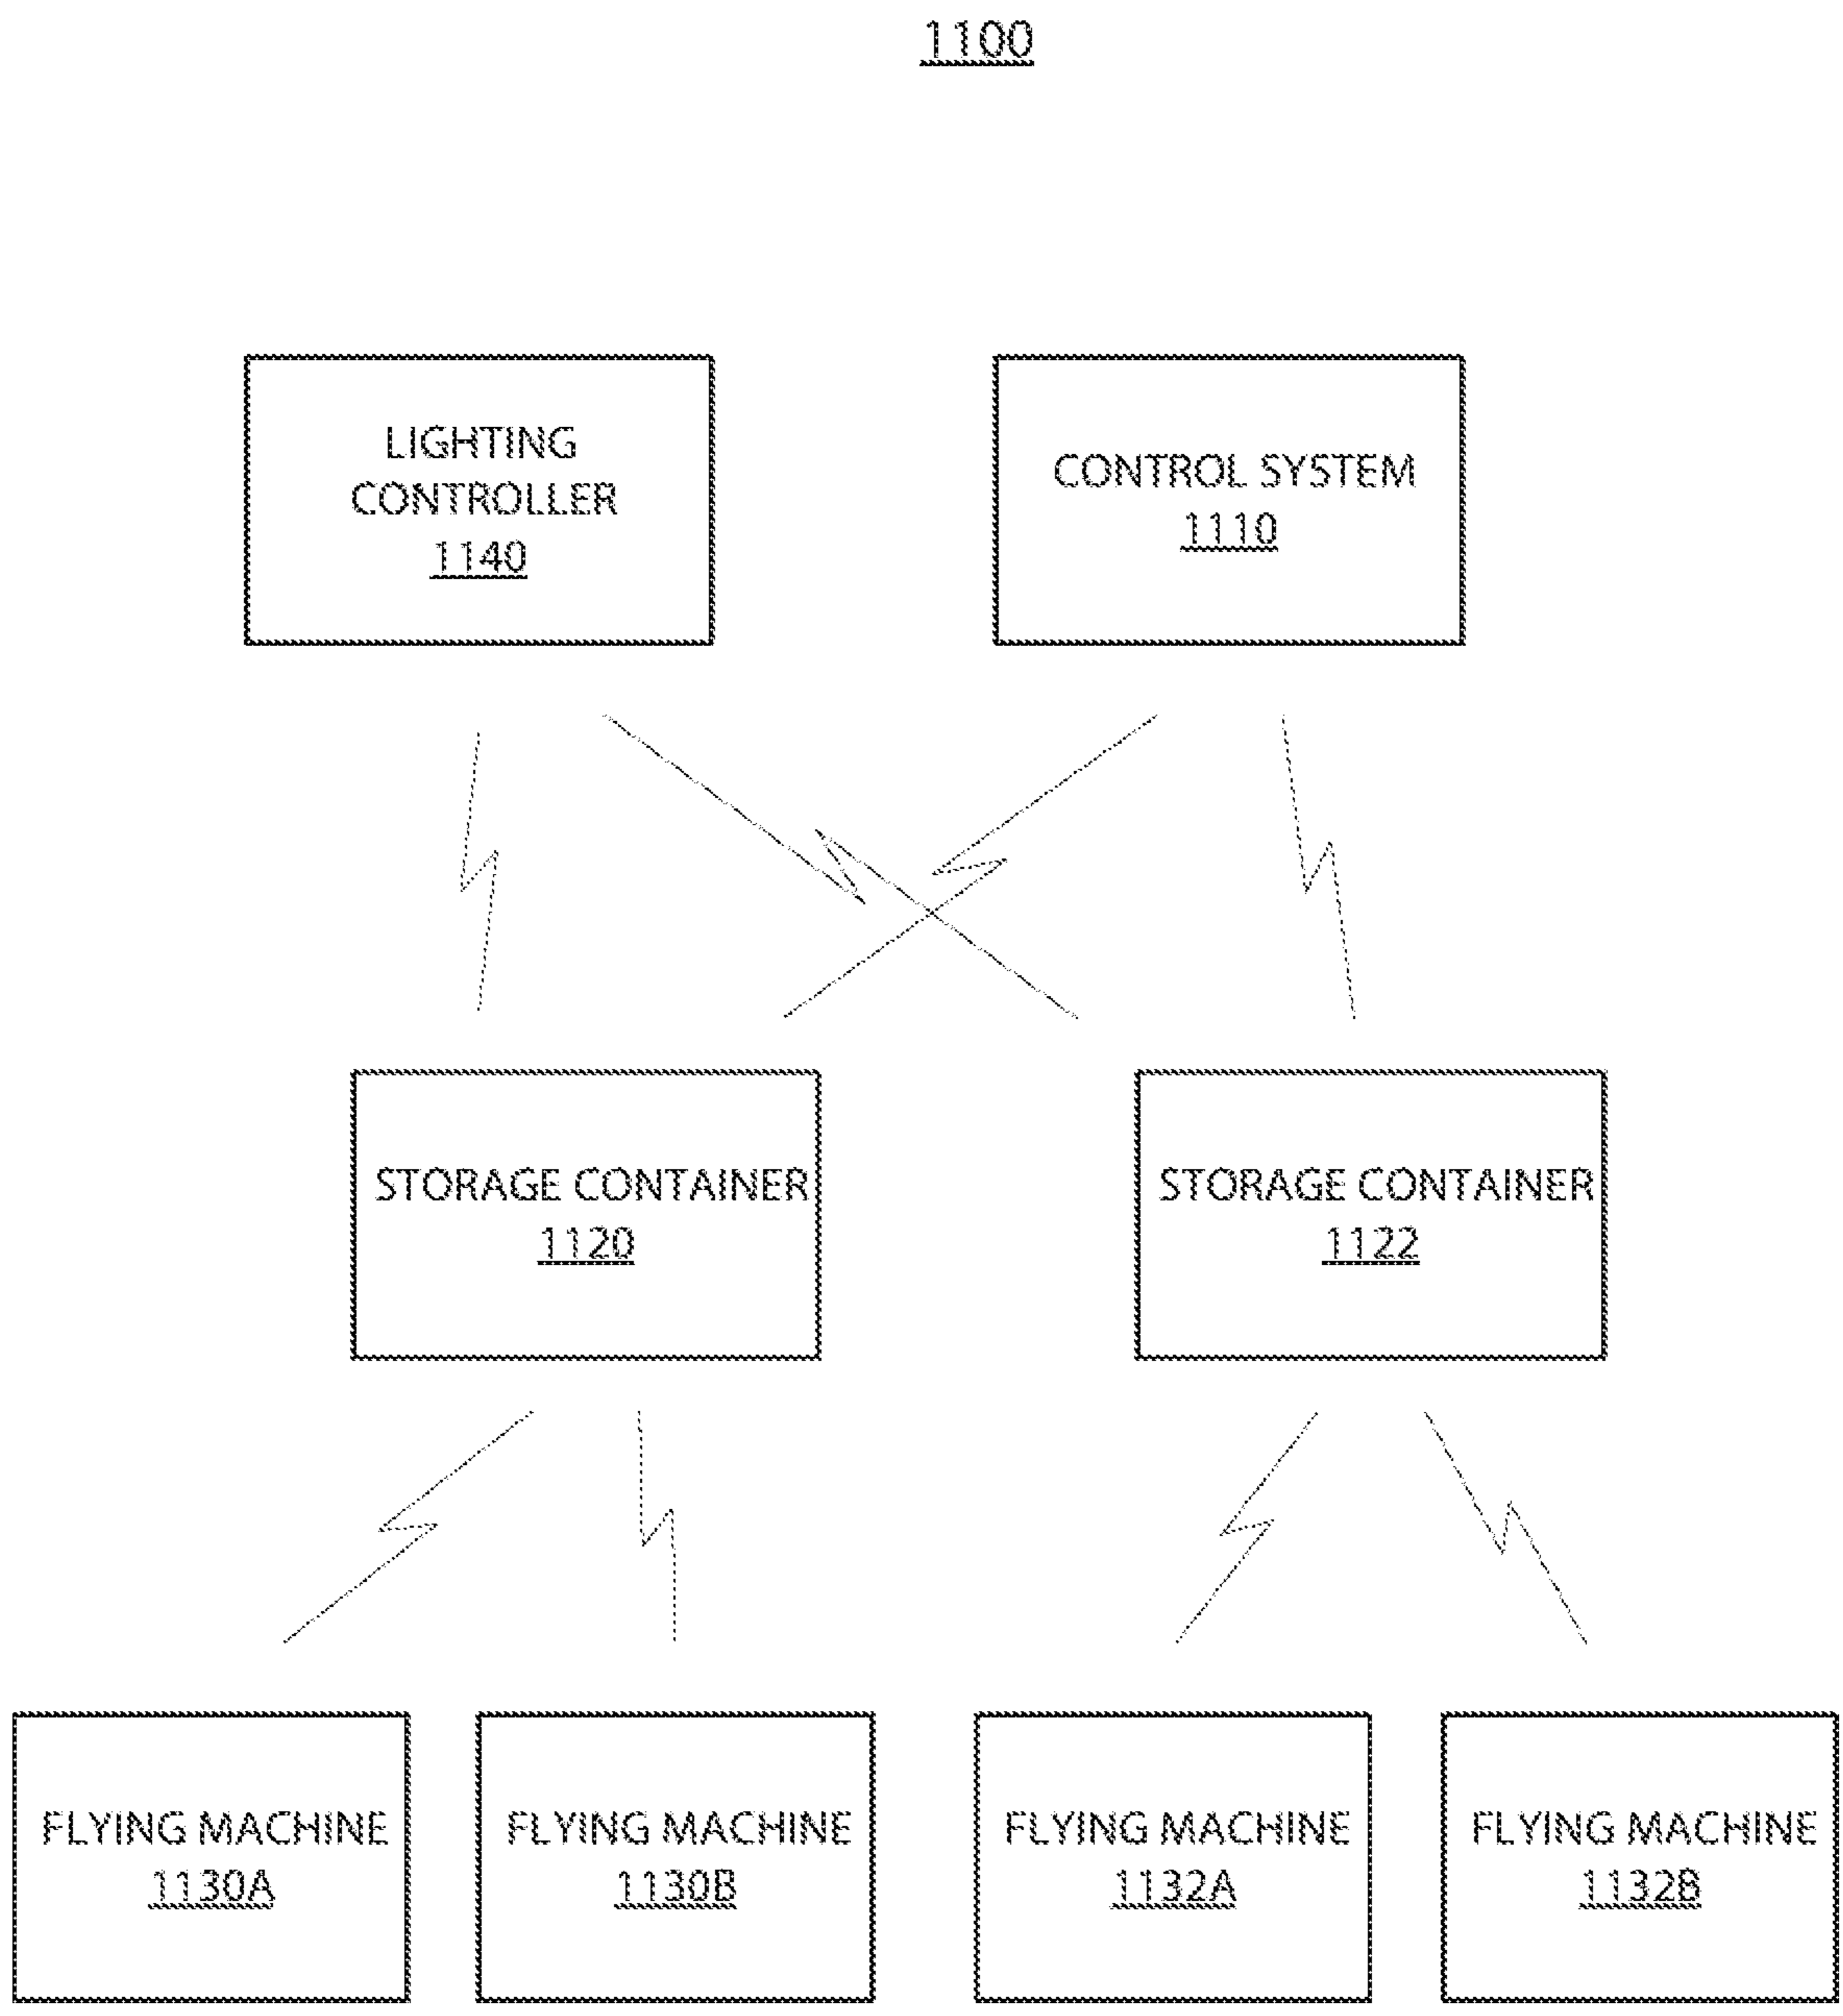 1100
LIGHTING
CONTROLLER
1140
CONTROL SYSTEM
1110
STORAGE CONTAINER
1120
STORAGE CONTAINER
1122
FLYING MACHINE
1130A
FLYING MACHINE
1130B
FLYING MACHINE
1132A
FLYING MACHINE
1132B